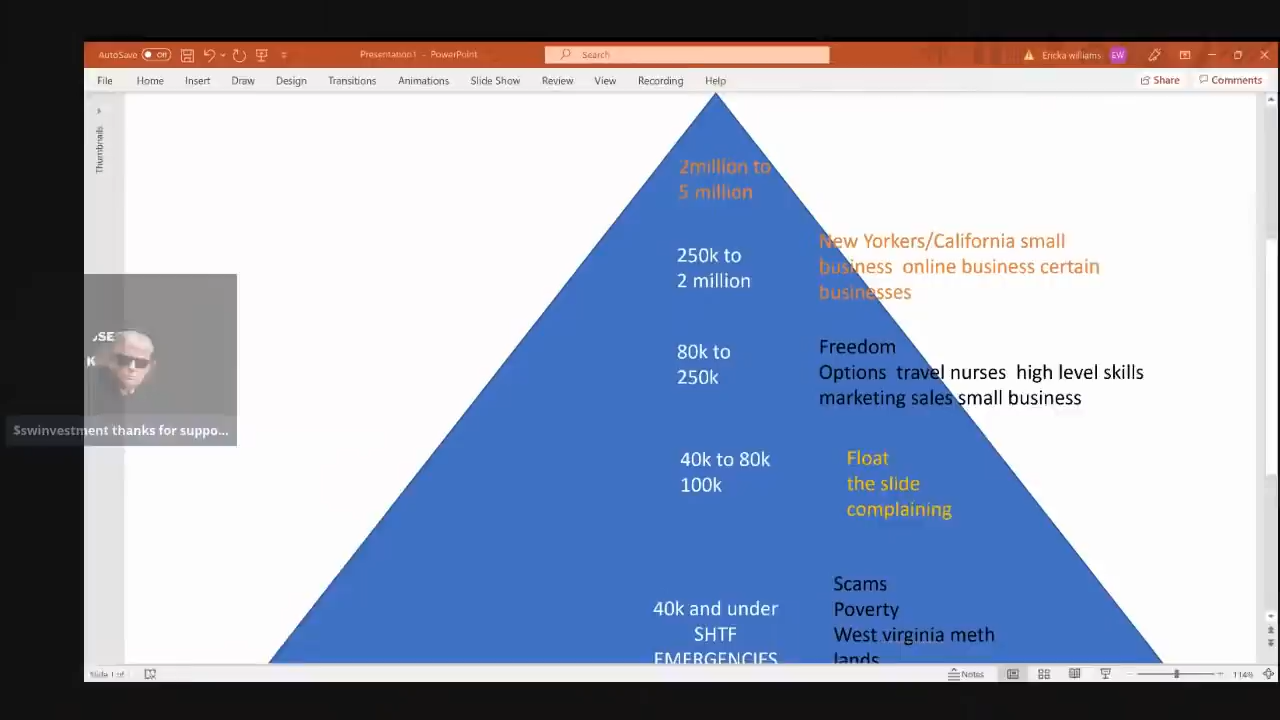 AutoSave Off Presentation1 - PowerPoint Search Ericka williams EW
File Home Insert Draw Design Transitions Animations Slide Show Review View Recording Help Share Comments
Thumbnails
2million to
5 million
250k to
2 million
New Yorkers/California small
business online business certain
businesses
80k to
250k
Freedom
Options travel nurses high level skills
marketing sales small business
40k to 80k
100k
Float
the slide
complaining
40k and under
SHTF
EMERGENCIES
Scams
Poverty
West virginia meth
lands
$swinvestment thanks for suppo...
Slide 1 of Notes 114%